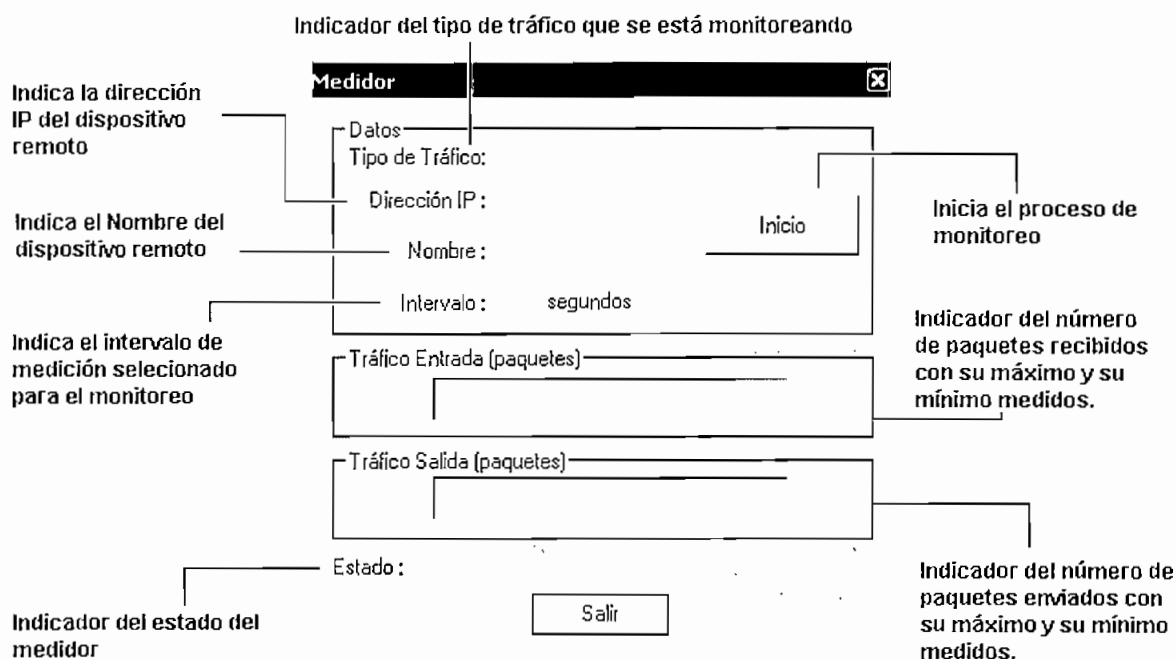 Indicador del tipo de tráfico que se está monitoreando
Medidor
Indica la dirección
IP del dispositivo
remoto
Datos
Tipo de Tráfico:
Dirección IP :
Inicio
Inicia el proceso de
monitoreo
Indica el Nombre del
dispositivo remoto
Nombre :
Intervalo :
segundos
Indica el intervalo de
medición selecionado
para el monitoreo
Indicador del número
de paquetes recibidos
con su máximo y su
mínimo medidos.
Tráfico Entrada (paquetes)
Tráfico Salida (paquetes)
Estado :
Salir
Indicador del estado del
medidor
Indicador del número de
paquetes enviados con
su máximo y su mínimo
medidos.